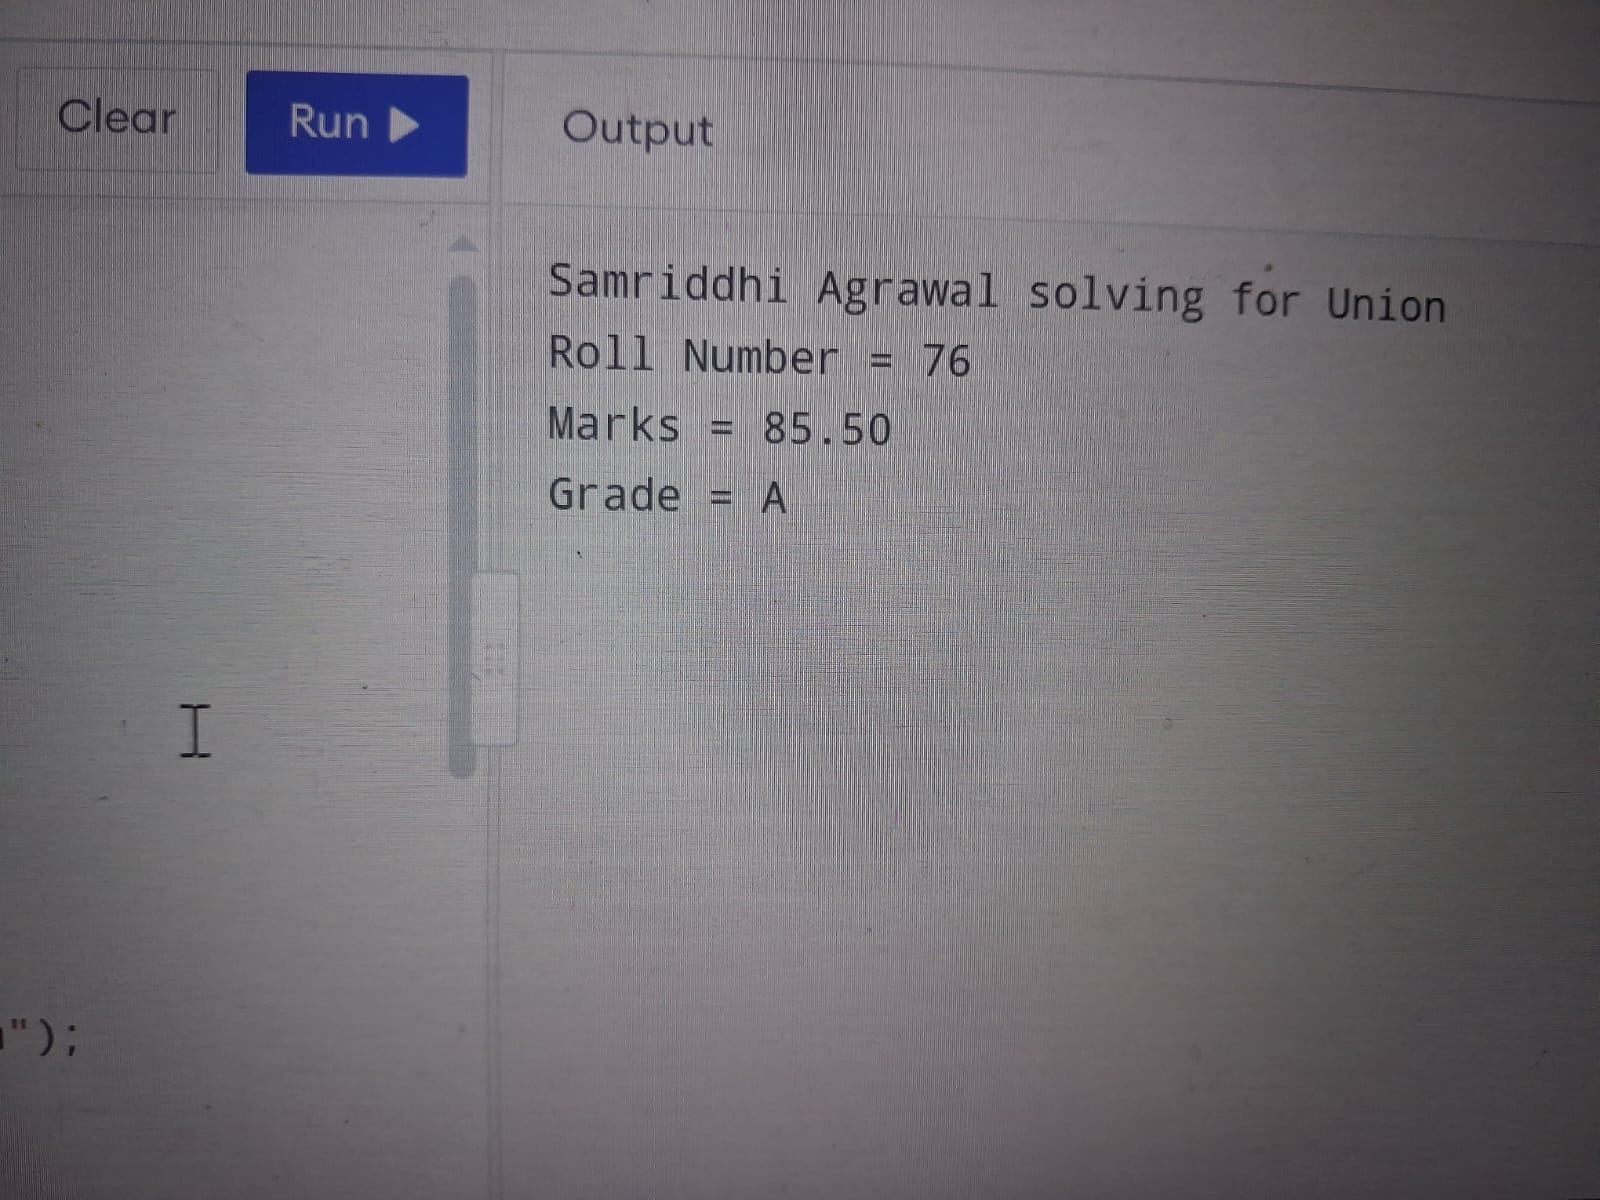 Clear Run Output
Samriddhi Agrawal solving for Union
Roll Number = 76
Marks = 85.50
Grade = A
");